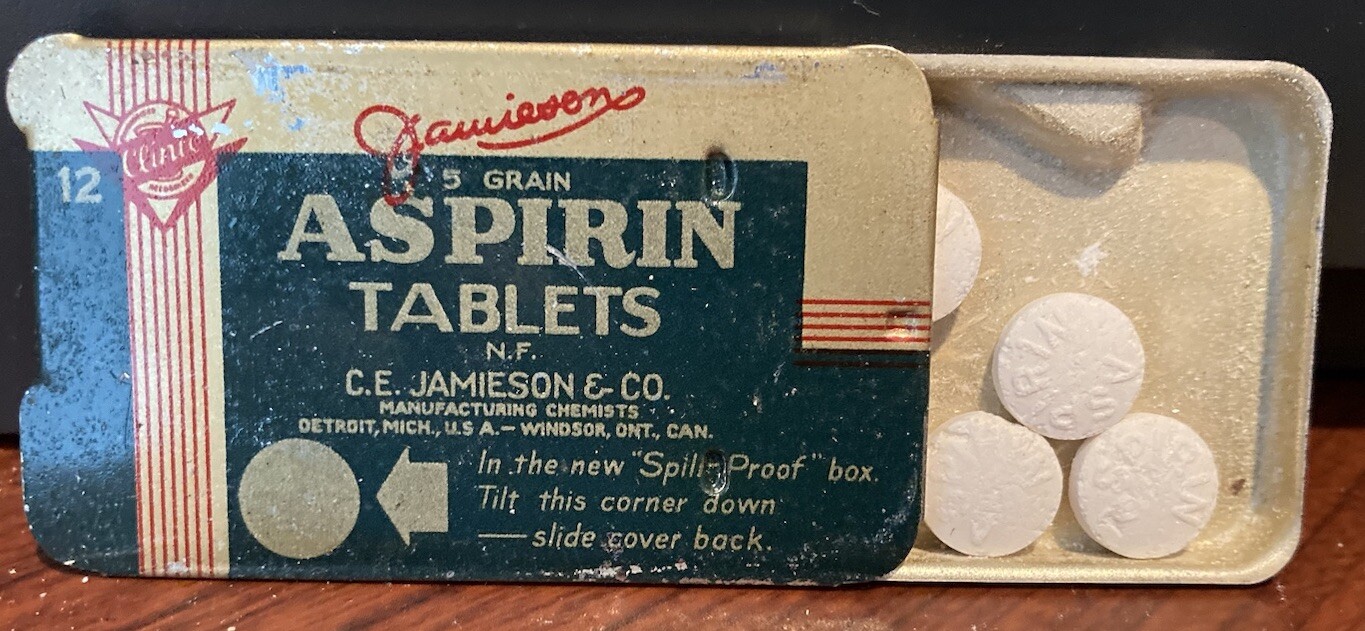 Jamieson
12
Clinic
5 GRAIN
ASPIRIN
TABLETS
N.F.
C.E. JAMIESON & CO.
MANUFACTURING CHEMISTS
DETROIT, MICH., U.S A.— WINDSOR, ONT., CAN.
In the new "Spill-Proof" box.
Tilt this corner down
— slide cover back.